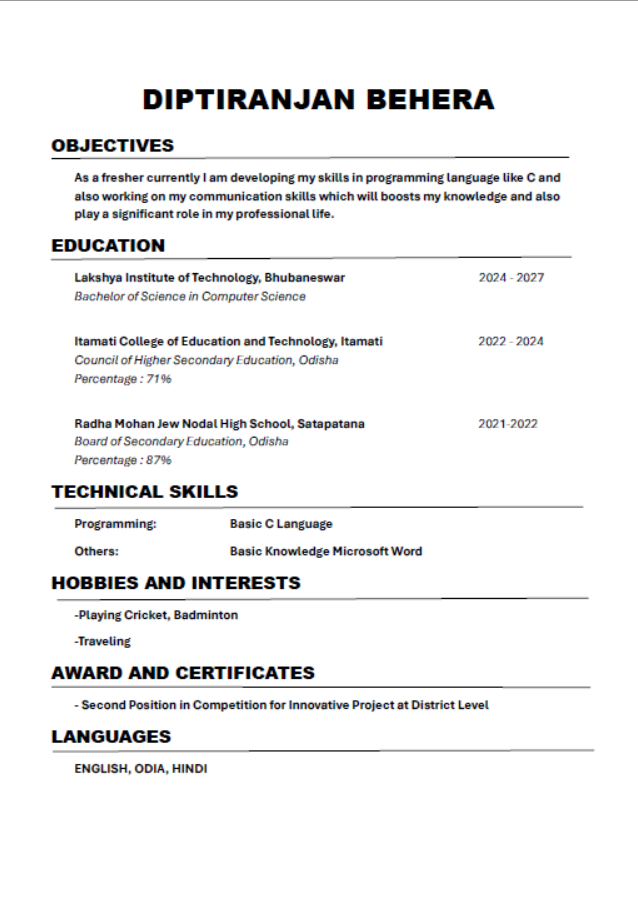 DIPTIRANJAN BEHERA
OBJECTIVES
As a fresher currently I am developing my skills in programming language like C and
also working on my communication skills which will boosts my knowledge and also
play a significant role in my professional life.
EDUCATION
Lakshya Institute of Technology, Bhubaneswar 2024 - 2027
Bachelor of Science in Computer Science
Itamati College of Education and Technology, Itamati 2022 - 2024
Council of Higher Secondary Education, Odisha
Percentage : 71%
Radha Mohan Jew Nodal High School, Satapatana 2021-2022
Board of Secondary Education, Odisha
Percentage : 87%
TECHNICAL SKILLS
Programming: Basic C Language
Others: Basic Knowledge Microsoft Word
HOBBIES AND INTERESTS
-Playing Cricket, Badminton
-Traveling
AWARD AND CERTIFICATES
- Second Position in Competition for Innovative Project at District Level
LANGUAGES
ENGLISH, ODIA, HINDI